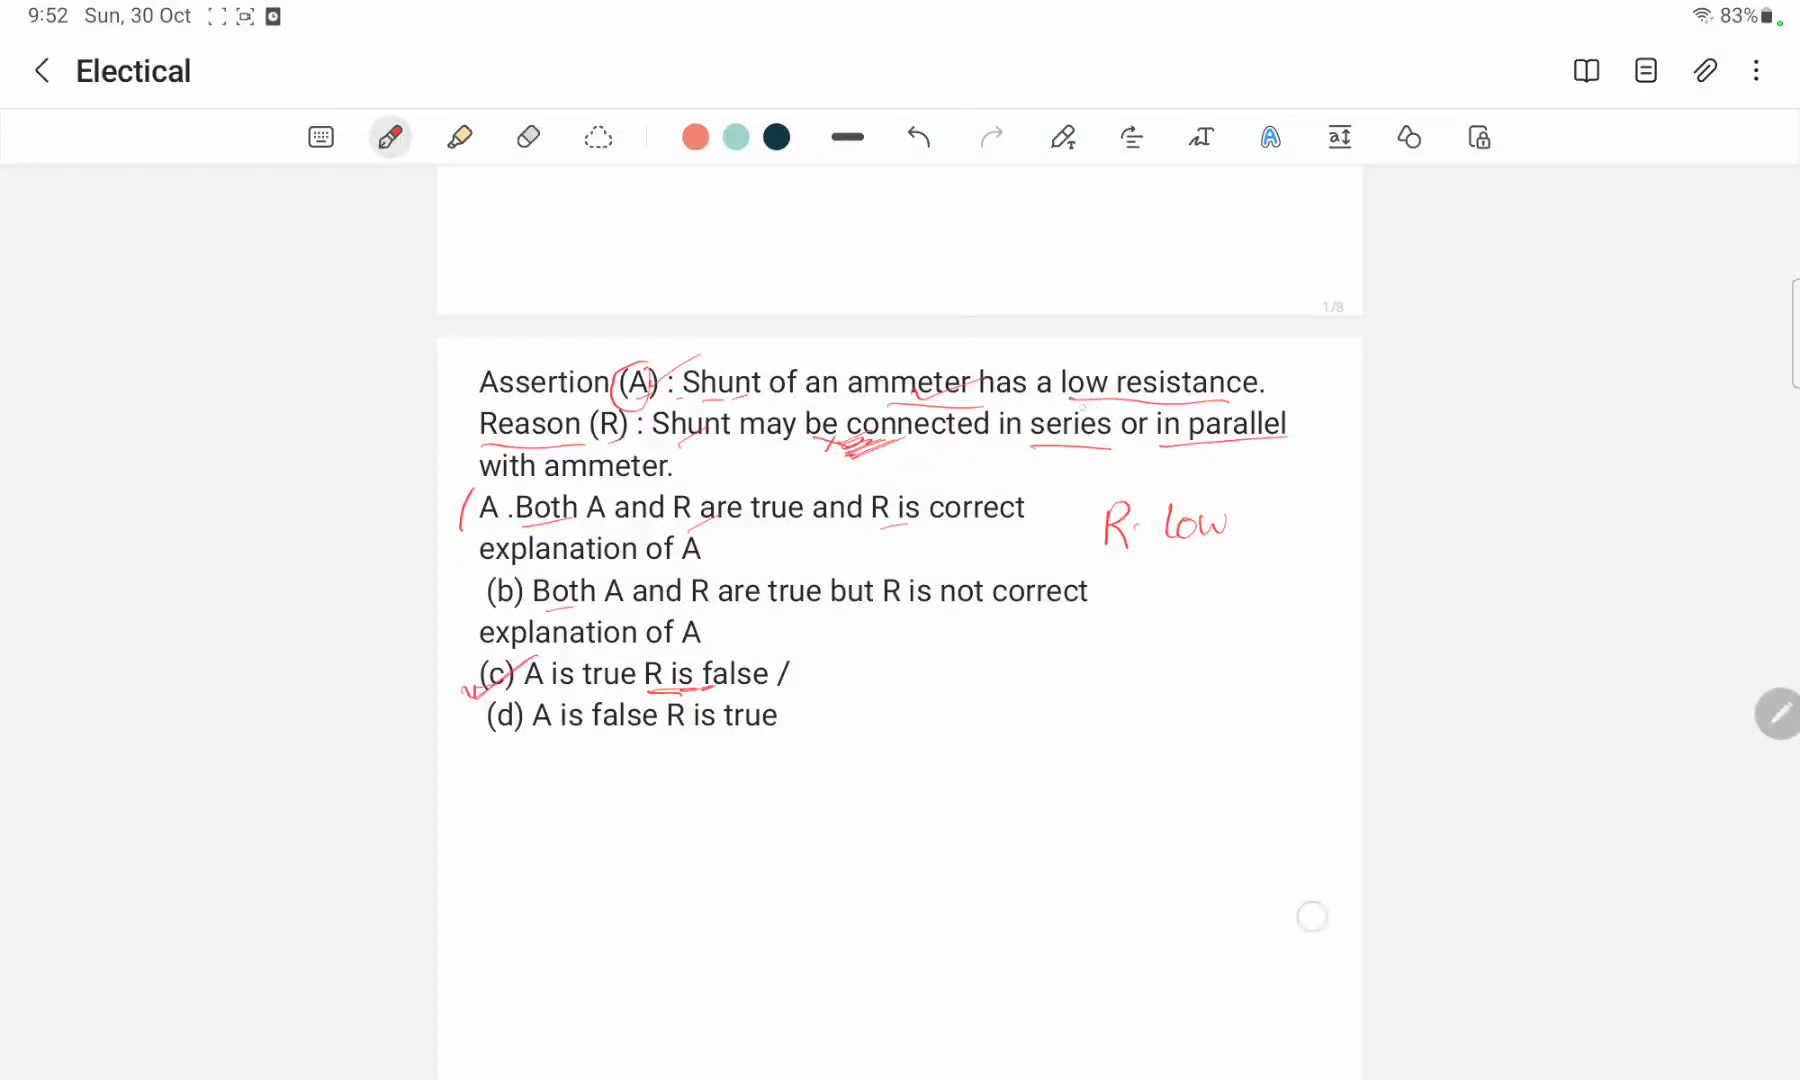 9:52 Sun, 30 Oct
83%
Electical
1/8
Assertion (A) : Shunt of an ammeter has a low resistance.
Reason (R) : Shunt may be connected in series or in parallel
with ammeter.
A .Both A and R are true and R is correct
explanation of A
R. low
(b) Both A and R are true but R is not correct
explanation of A
(c) A is true R is false /
(d) A is false R is true